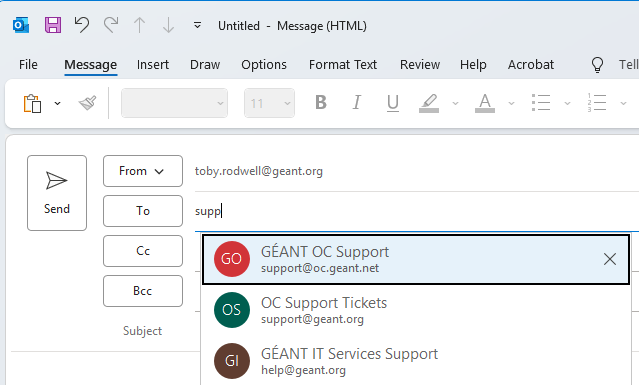 Untitled - Message (HTML)
File Message Insert Draw Options Format Text Review Help Acrobat Tell
11 B I U A
From toby.rodwell@geant.org
Send
To supp
Cc
Bcc
Subject
GO GÉANT OC Support
support@oc.geant.net
OS OC Support Tickets
support@geant.org
GI GÉANT IT Services Support
help@geant.org